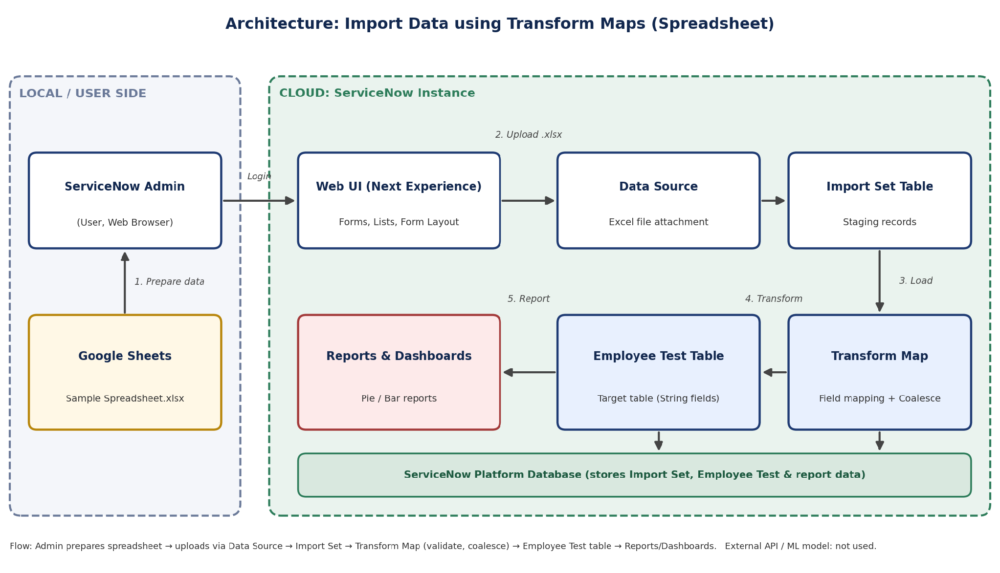 Architecture: Import Data using Transform Maps (Spreadsheet)
LOCAL / USER SIDE
CLOUD: ServiceNow Instance
2. Upload .xlsx
Login
ServiceNow Admin
(User, Web Browser)
Web UI (Next Experience)
Forms, Lists, Form Layout
Data Source
Excel file attachment
Import Set Table
Staging records
1. Prepare data
3. Load
5. Report
4. Transform
Google Sheets
Sample Spreadsheet.xlsx
Reports & Dashboards
Pie / Bar reports
Employee Test Table
Target table (String fields)
Transform Map
Field mapping + Coalesce
ServiceNow Platform Database (stores Import Set, Employee Test & report data)
Flow: Admin prepares spreadsheet → uploads via Data Source → Import Set → Transform Map (validate, coalesce) → Employee Test table → Reports/Dashboards.   External API / ML model: not used.